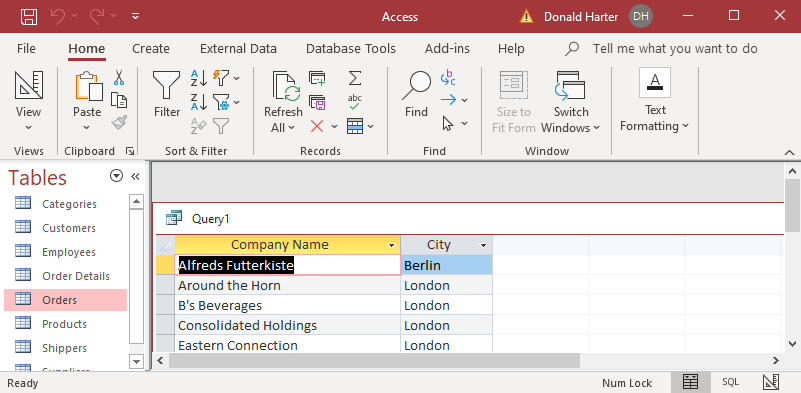 Access
Donald Harter DH
File Home Create External Data Database Tools Add-ins Help Tell me what you want to do
View
Paste
Filter
Refresh
All
abc
Find
Size to
Fit Form
Switch
Windows
A
Text
Formatting
Views Clipboard Sort & Filter Records Find Window
Tables
Categories
Customers
Employees
Order Details
Orders
Products
Shippers
Suppliers
Query1
Company Name City
Alfreds Futterkiste Berlin
Around the Horn London
B's Beverages London
Consolidated Holdings London
Eastern Connection London
Ready Num Lock SQL